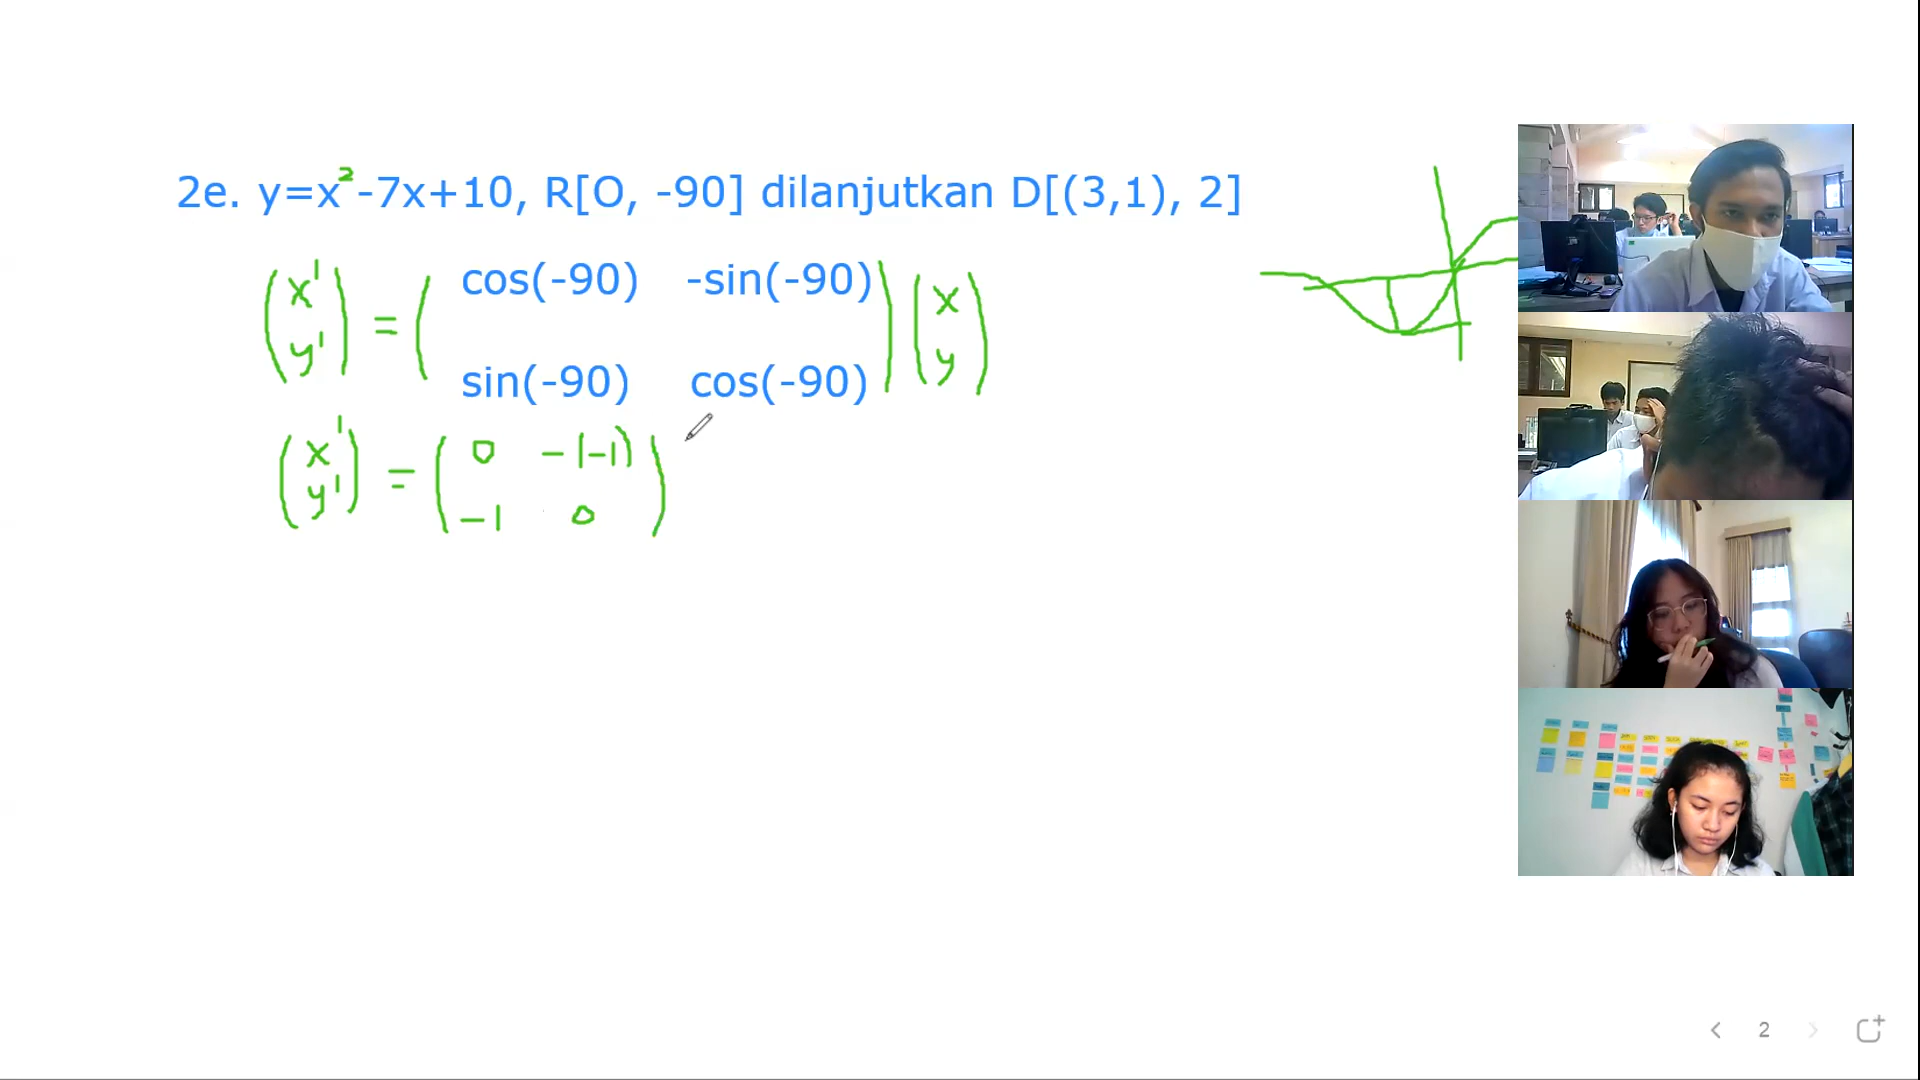 2e. y=x²-7x+10, R[O, -90] dilanjutkan D[(3,1), 2]
(x' y') = (cos(-90) -sin(-90) sin(-90) cos(-90)) (x y)
(x' y') = (0 -(-1) -1 0)
2